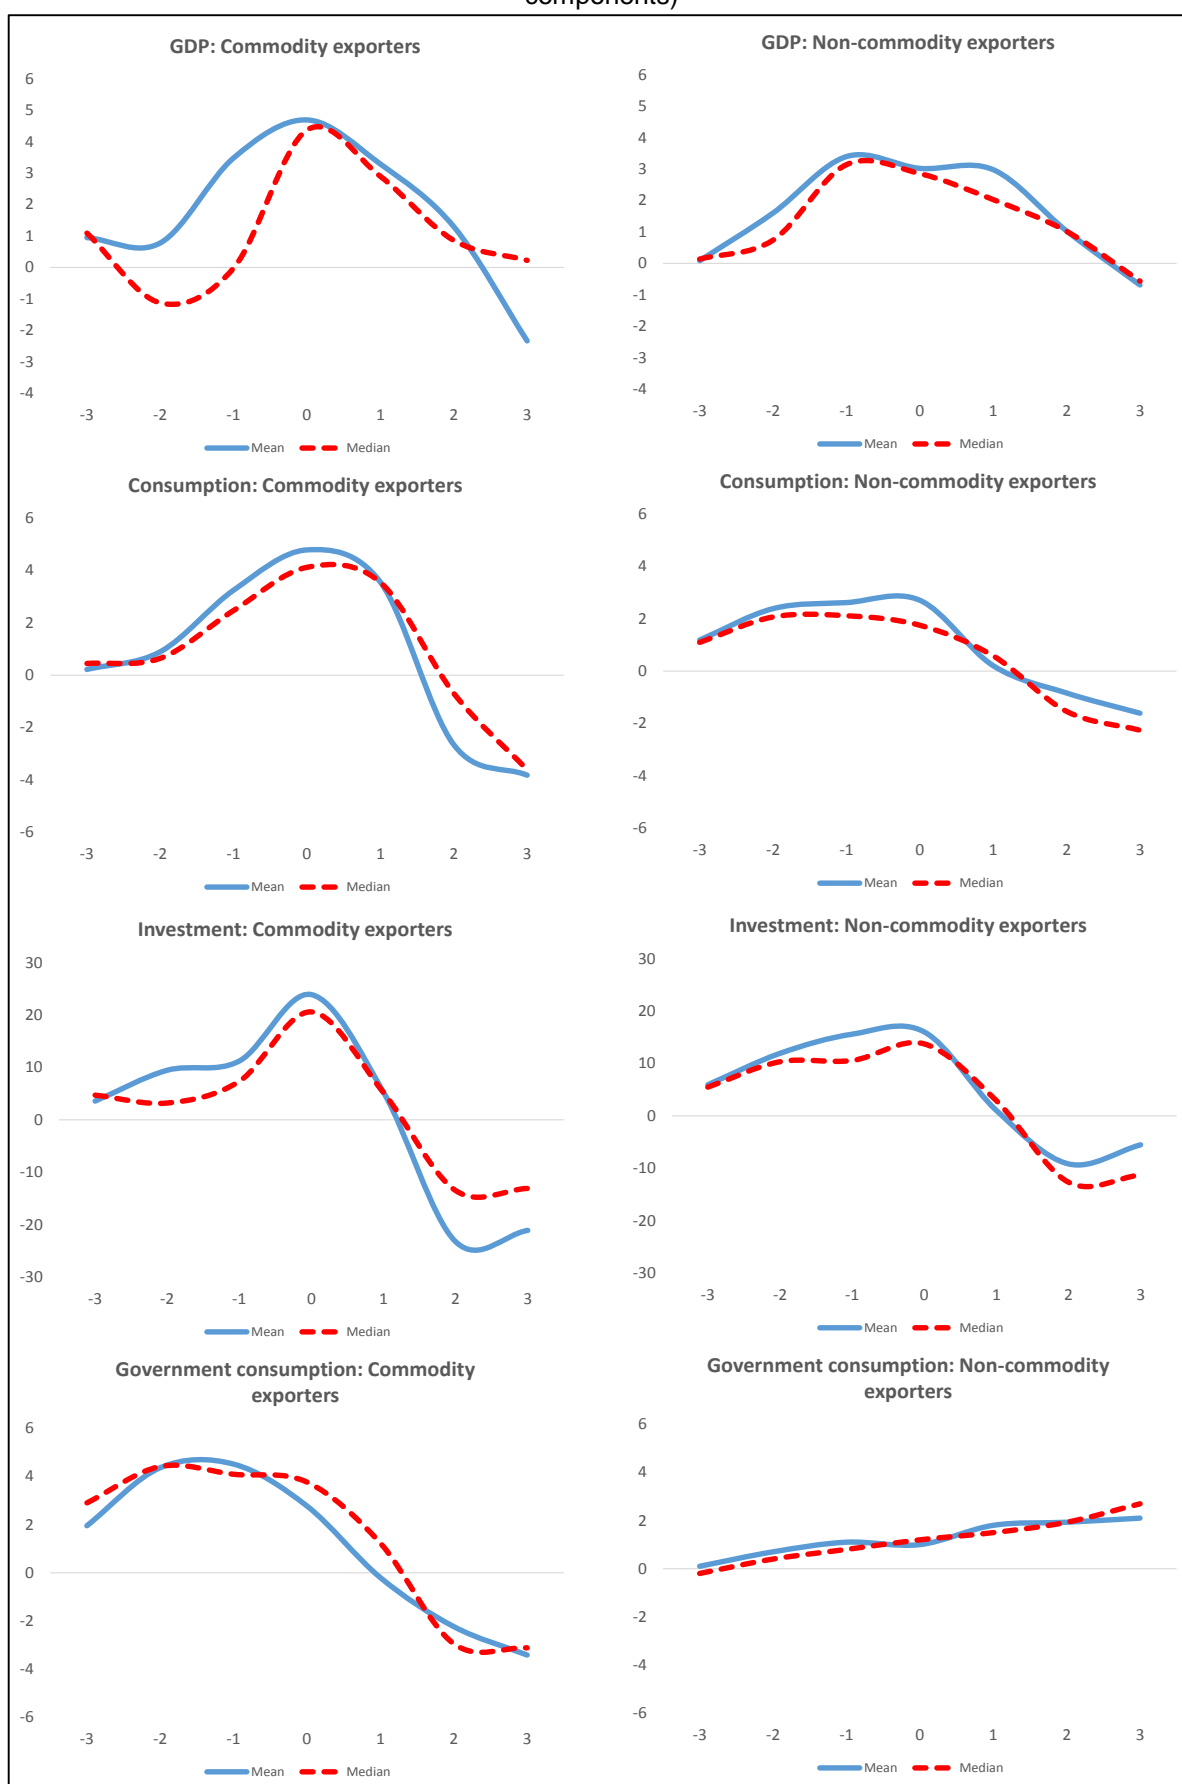 components)
GDP: Commodity exporters
6
5
4
3
2
1
0
-1
-2
-3
-4
-3 -2 -1 0 1 2 3
Mean Median
GDP: Non-commodity exporters
6
5
4
3
2
1
0
-1
-2
-3
-4
-3 -2 -1 0 1 2 3
Mean Median
Consumption: Commodity exporters
6
4
2
0
-2
-4
-6
-3 -2 -1 0 1 2 3
Mean Median
Consumption: Non-commodity exporters
6
4
2
0
-2
-4
-6
-3 -2 -1 0 1 2 3
Mean Median
Investment: Commodity exporters
30
20
10
0
-10
-20
-30
-3 -2 -1 0 1 2 3
Mean Median
Investment: Non-commodity exporters
30
20
10
0
-10
-20
-30
-3 -2 -1 0 1 2 3
Mean Median
Government consumption: Commodity
exporters
6
4
2
0
-2
-4
-6
-3 -2 -1 0 1 2 3
Mean Median
Government consumption: Non-commodity
exporters
6
4
2
0
-2
-4
-6
-3 -2 -1 0 1 2 3
Mean Median